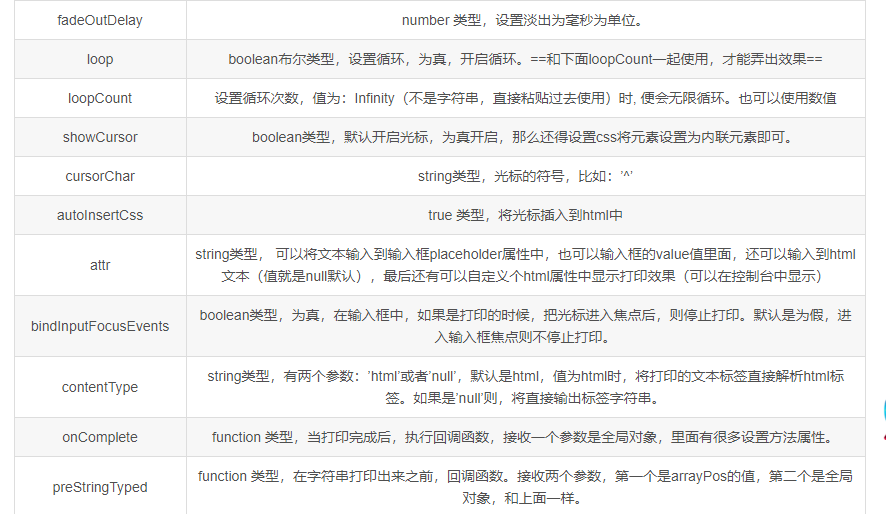 fadeOutDelay number 类型，设置淡出为毫秒为单位。
loop boolean布尔类型，设置循环，为真，开启循环。==和下面loopCount一起使用，才能弄出效果==
loopCount 设置循环次数，值为：Infinity（不是字符串，直接粘贴过去使用）时, 便会无限循环。也可以使用数值
showCursor boolean类型，默认开启光标，为真开启，那么还得设置css将元素设置为内联元素即可。
cursorChar string类型，光标的符号，比如：’^’
autoInsertCss true 类型，将光标插入到html中
attr string类型， 可以将文本输入到输入框placeholder属性中，也可以输入框的value值里面，还可以输入到html
文本（值就是null默认）, 最后还有可以自定义个html属性中显示打印效果（可以在控制台中显示）
bindInputFocusEvents boolean类型，为真，在输入框中，如果是打印的时候，把光标进入焦点后，则停止打印。默认是为假，进
入输入框焦点则不停止打印。
contentType string类型，有两个参数：’html’或者’null’，默认是html，值为html时，将打印的文本标签直接解析html标
签。如果是’null’则，将直接输出标签字符串。
onComplete function 类型，当打印完成后，执行回调函数，接收一个参数是全局对象，里面有很多设置方法属性。
preStringTyped function 类型，在字符串打印出来之前，回调函数。接收两个参数，第一个是arrayPos的值，第二个是全局
对象，和上面一样。